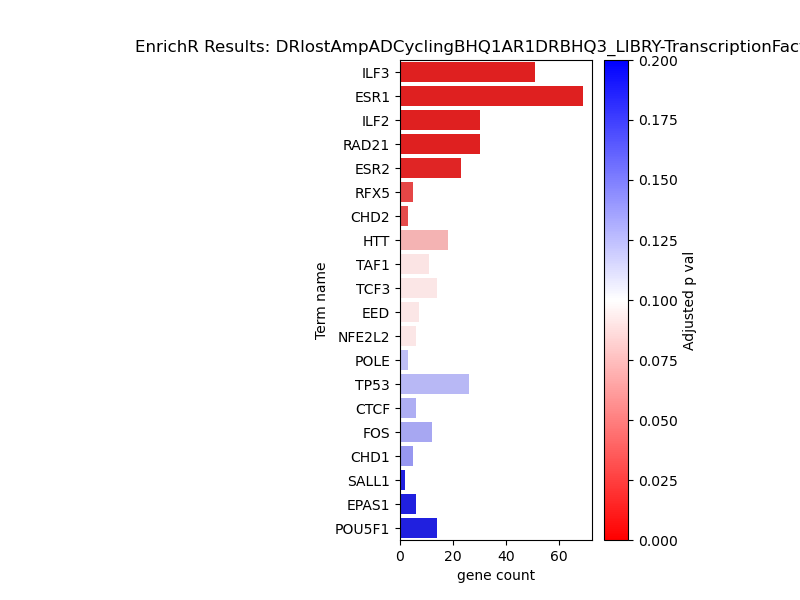 EnrichR Results: DRlostAmpADCyclingBHQ1AR1DRBHQ3_LIBRY-TranscriptionFac
ILF3
ESR1
ILF2
RAD21
ESR2
RFX5
CHD2
HTT
TAF1
TCF3
EED
NFE2L2
POLE
TP53
CTCF
FOS
CHD1
SALL1
EPAS1
POU5F1
Term name
0 20 40 60
gene count
0.200
0.175
0.150
0.125
0.100
0.075
0.050
0.025
0.000
Adjusted p val